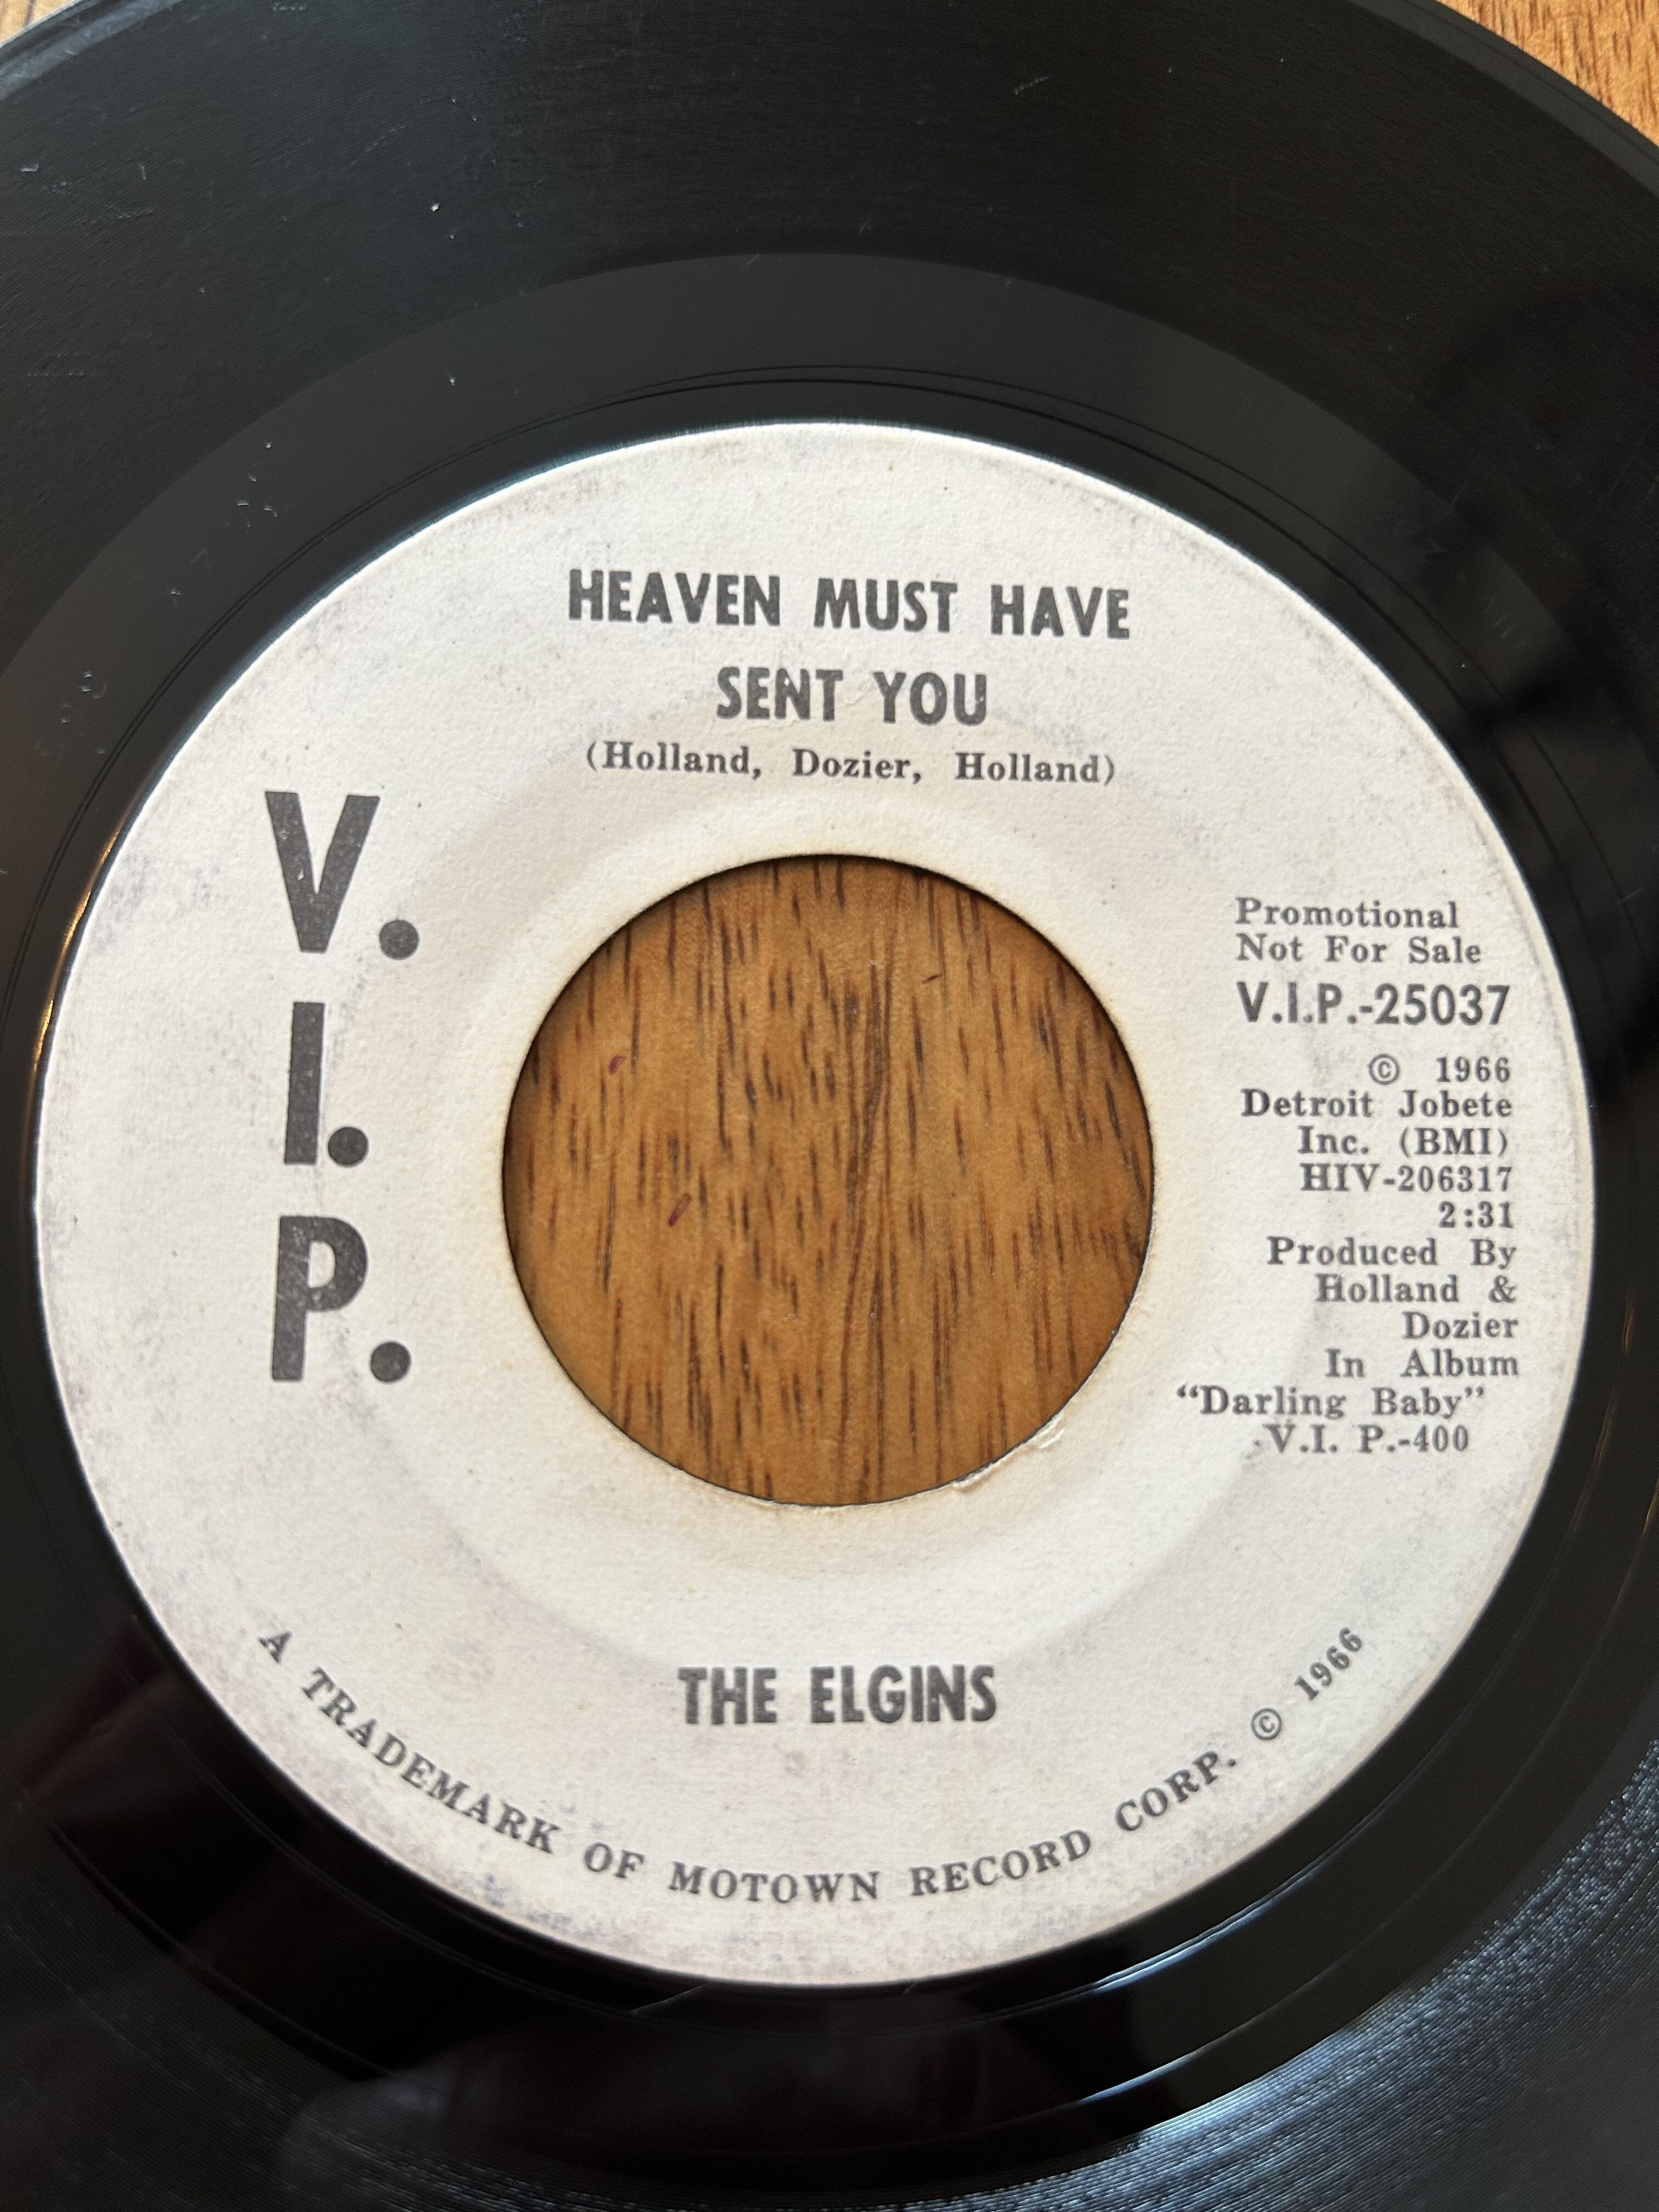 HEAVEN MUST HAVE
SENT YOU
(Holland, Dozier, Holland)
V.
I.
P.
Promotional
Not For Sale
V.I.P.-25037
© 1966
Detroit Jobete
Inc. (BMI)
HIV-206317
2:31
Produced By
Holland &
Dozier
In Album
“Darling Baby”
V.I. P.-400
THE ELGINS
A TRADEMARK OF MOTOWN RECORD CORP. © 1966